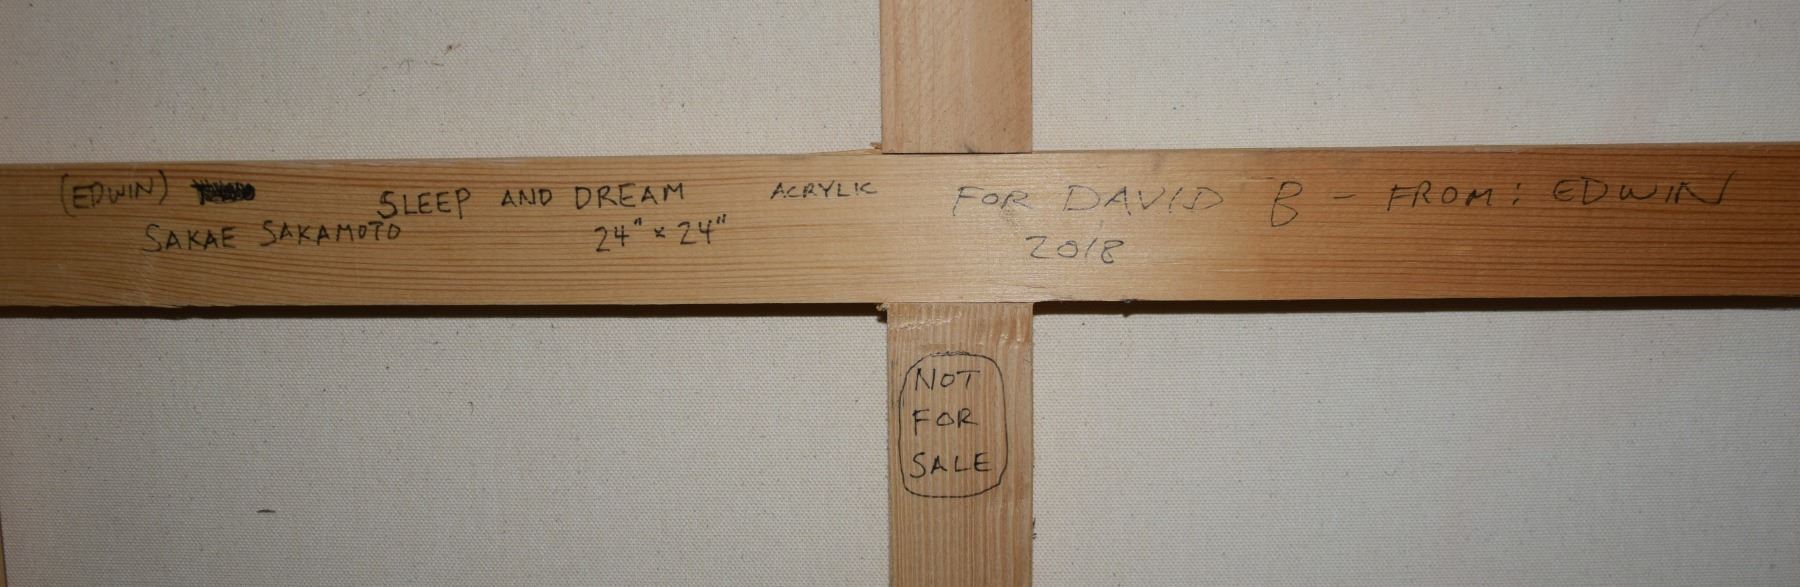 (EDWIN) SLEEP AND DREAM ACRYLIC FOR DAVID B - FROM: EDWIN
SAKAE SAKAMOTO 24" x 24" 2018
NOT
FOR
SALE